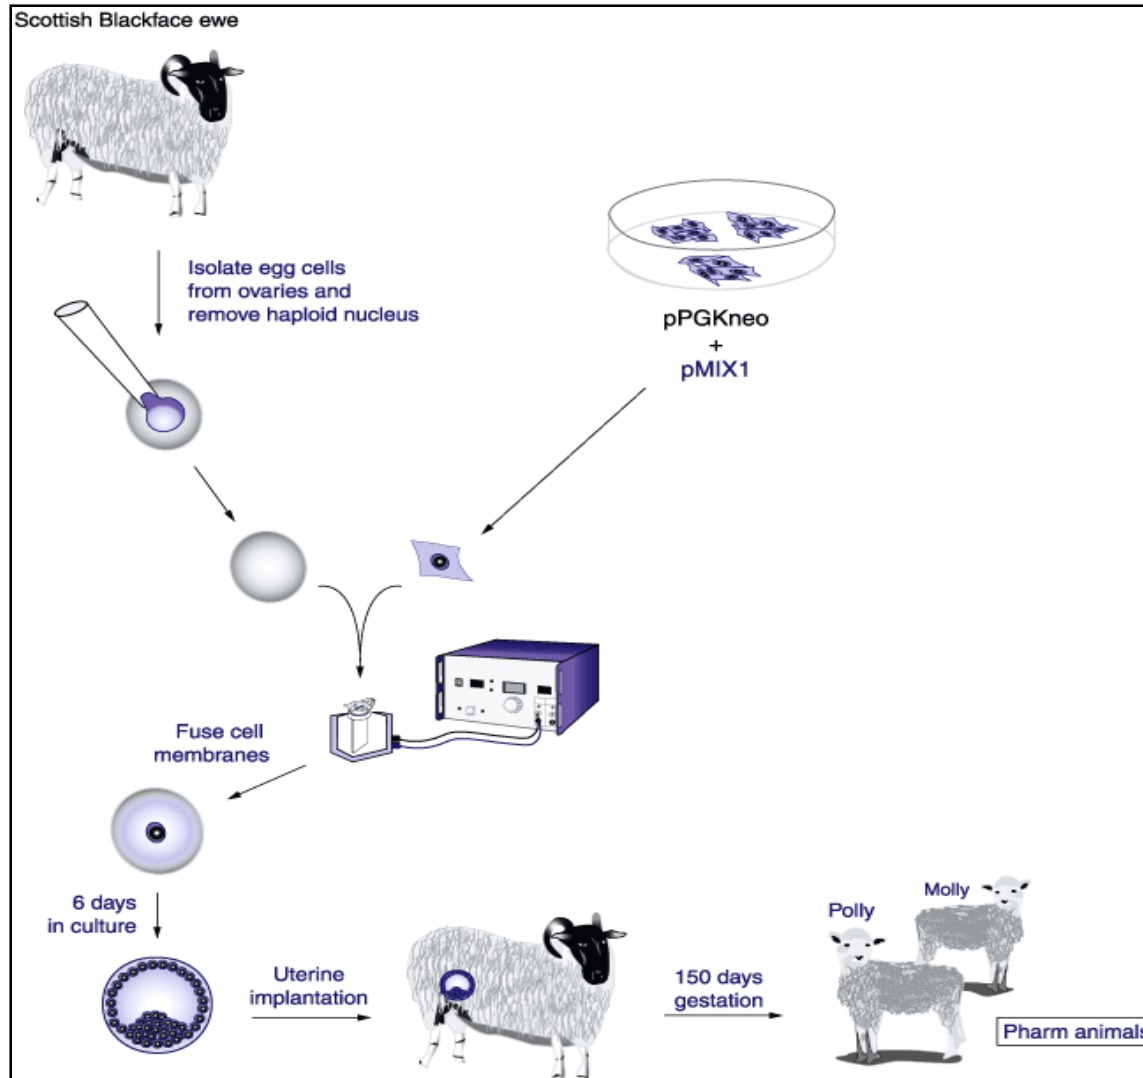 Scottish Blackface ewe
Isolate egg cells
from ovaries and
remove haploid nucleus
pPGKneo
+
pMIX1
Fuse cell
membranes
6 days
in culture
Uterine
implantation
150 days
gestation
Polly
Molly
Pharm animals